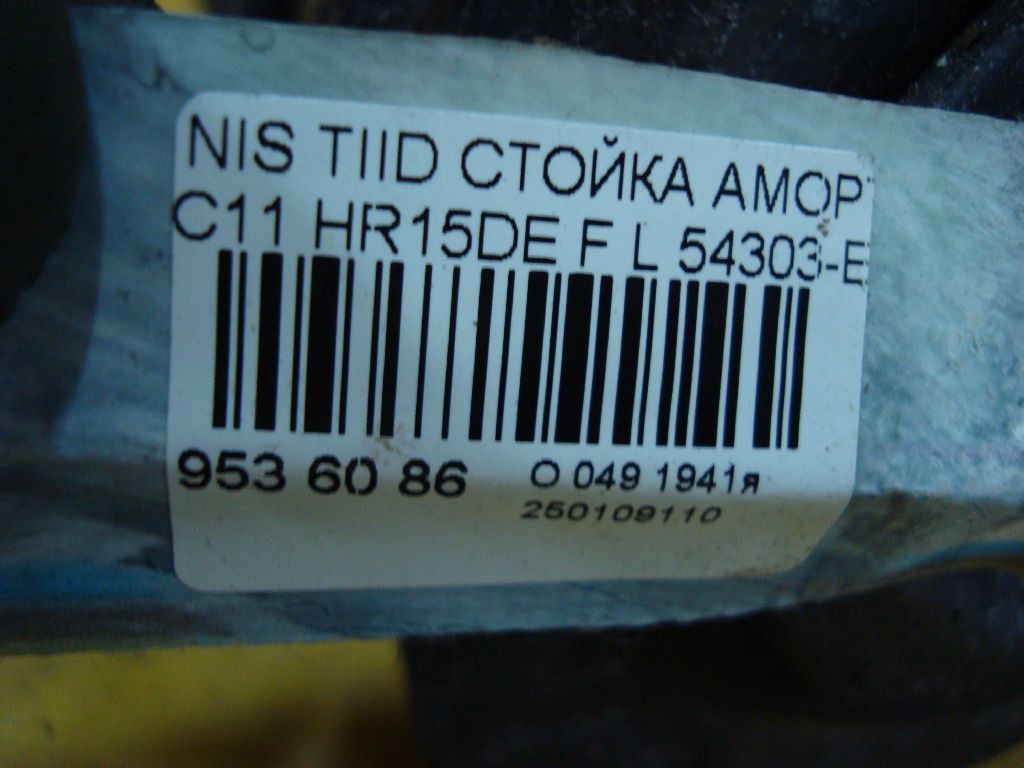 NIS TIID СТОЙКА АМОРТ
C11 HR15DE F L 54303-E
953 60 86 О 049 1941я
250109110